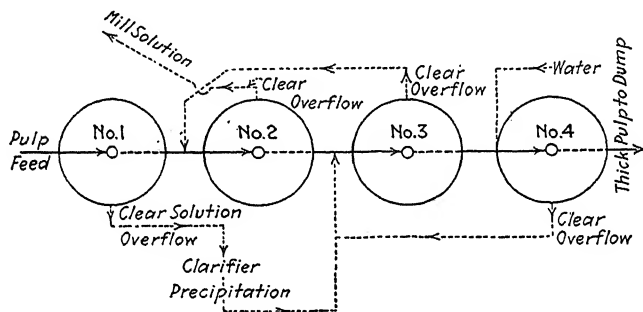 Mill Solution
Clear
Overflow
Clear
Overflow
Water
No.1
No.2
No.3
No.4
Pulp
Feed
Thick Pulp to Dump
Clear Solution
Overflow
Clear
Overflow
Clarifier
Precipitation